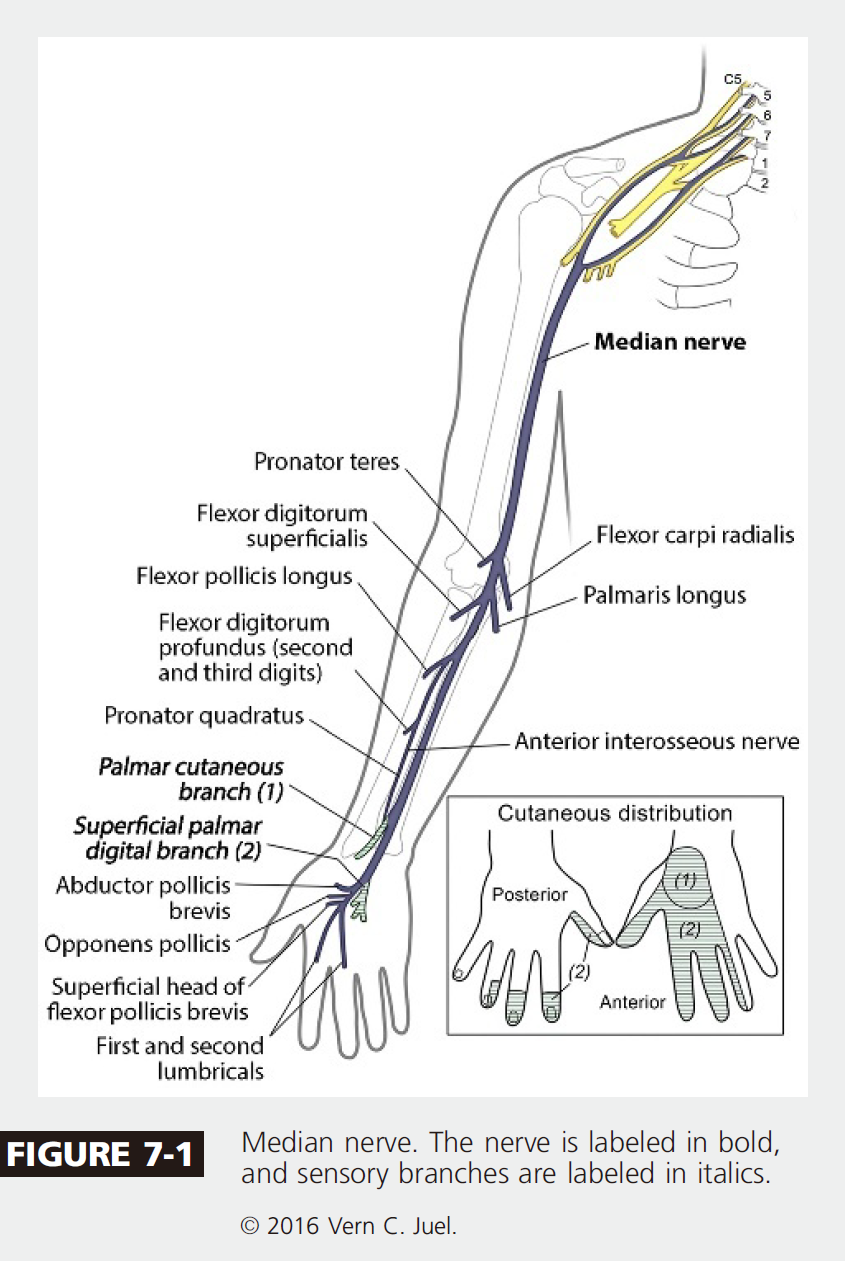 C5
5
6
7
1
2
Median nerve
Pronator teres
Flexor digitorum
superficialis
Flexor carpi radialis
Flexor pollicis longus
Palmaris longus
Flexor digitorum
profundus (second
and third digits)
Pronator quadratus
Anterior interosseous nerve
Palmar cutaneous
branch (1)
Superficial palmar
digital branch (2)
Abductor pollicis
brevis
Opponens pollicis
Superficial head of
flexor pollicis brevis
First and second
lumbricals
Cutaneous distribution
Posterior
(1)
(2)
(2)
Anterior
FIGURE 7-1
Median nerve. The nerve is labeled in bold,
and sensory branches are labeled in italics.
© 2016 Vern C. Juel.